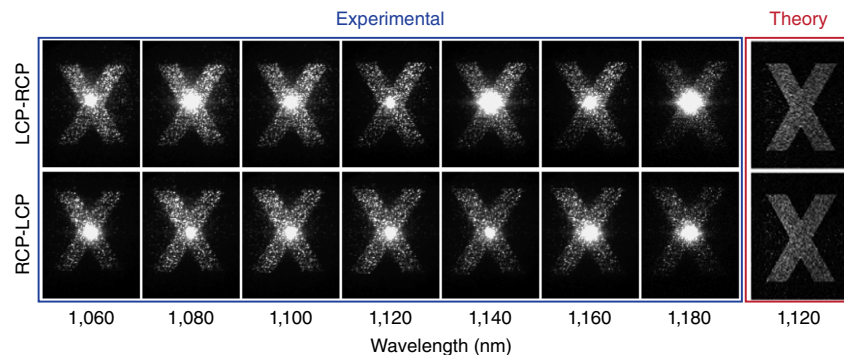 Experimental
Theory
LCP-RCP
RCP-LCP
1,060 1,080 1,100 1,120 1,140 1,160 1,180 1,120
Wavelength (nm)